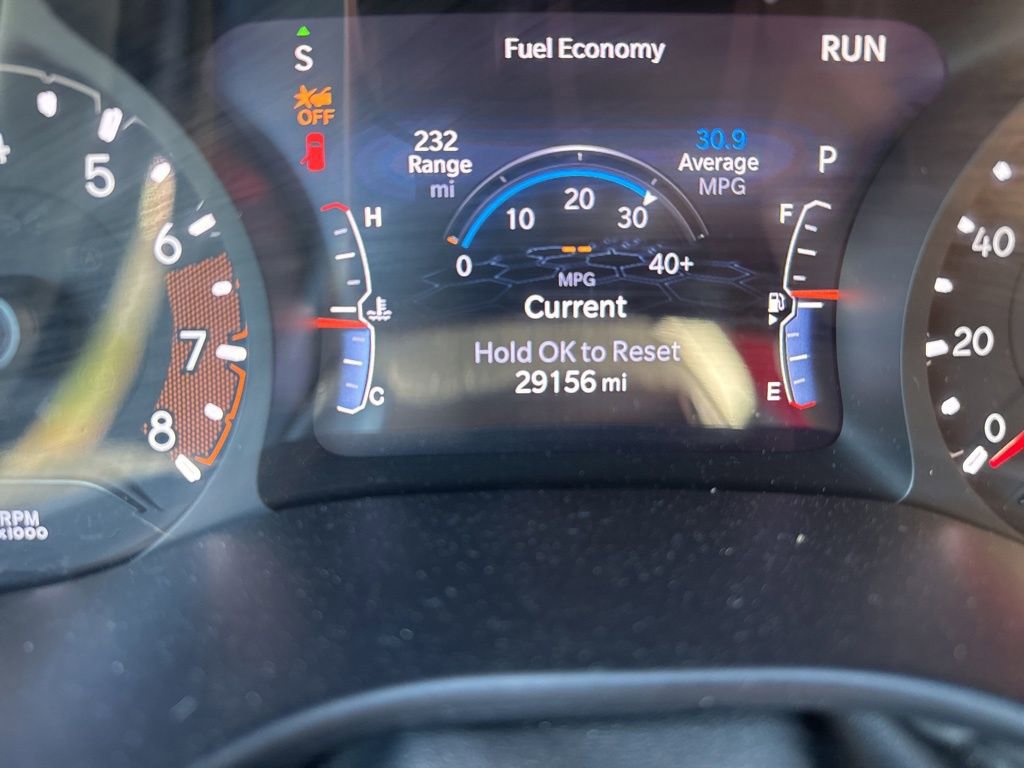 S
Fuel Economy
RUN
OFF
232
Range
mi
30.9
Average
MPG
P
H
C
0
10
20
30
40+
--
MPG
Current
Hold OK to Reset
29156 mi
F
E
5
6
7
8
RPM
x1000
40
20
0